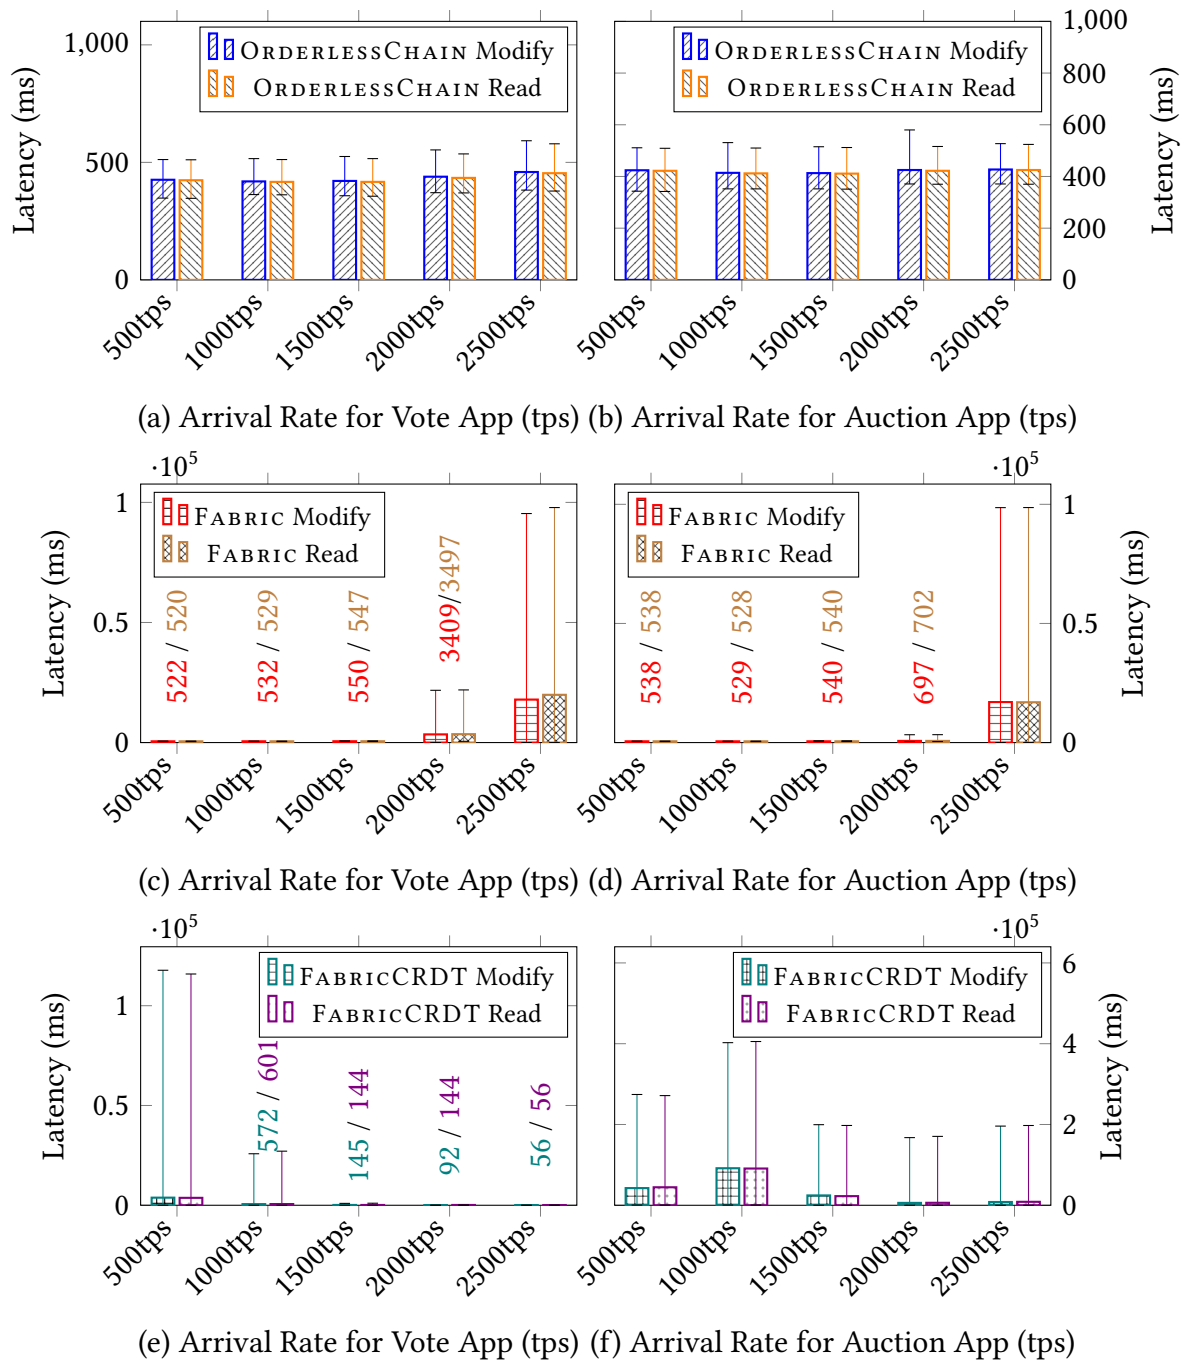 1,000
500
0
Latency (ms)
OrderlessChain Modify
OrderlessChain Read
500tps
1000tps
1500tps
2000tps
2500tps
(a) Arrival Rate for Vote App (tps)
1,000
800
600
400
200
0
Latency (ms)
OrderlessChain Modify
OrderlessChain Read
500tps
1000tps
1500tps
2000tps
2500tps
(b) Arrival Rate for Auction App (tps)
·10⁵
1
0.5
0
Latency (ms)
Fabric Modify
Fabric Read
522 / 520
532 / 529
550 / 547
3409/3497
500tps
1000tps
1500tps
2000tps
2500tps
(c) Arrival Rate for Vote App (tps)
·10⁵
1
0.5
0
Latency (ms)
Fabric Modify
Fabric Read
538 / 538
529 / 528
540 / 540
697 / 702
500tps
1000tps
1500tps
2000tps
2500tps
(d) Arrival Rate for Auction App (tps)
·10⁵
1
0.5
0
Latency (ms)
FabricCRDT Modify
FabricCRDT Read
572 / 601
145 / 144
92 / 144
56 / 56
500tps
1000tps
1500tps
2000tps
2500tps
(e) Arrival Rate for Vote App (tps)
·10⁵
6
4
2
0
Latency (ms)
FabricCRDT Modify
FabricCRDT Read
500tps
1000tps
1500tps
2000tps
2500tps
(f) Arrival Rate for Auction App (tps)